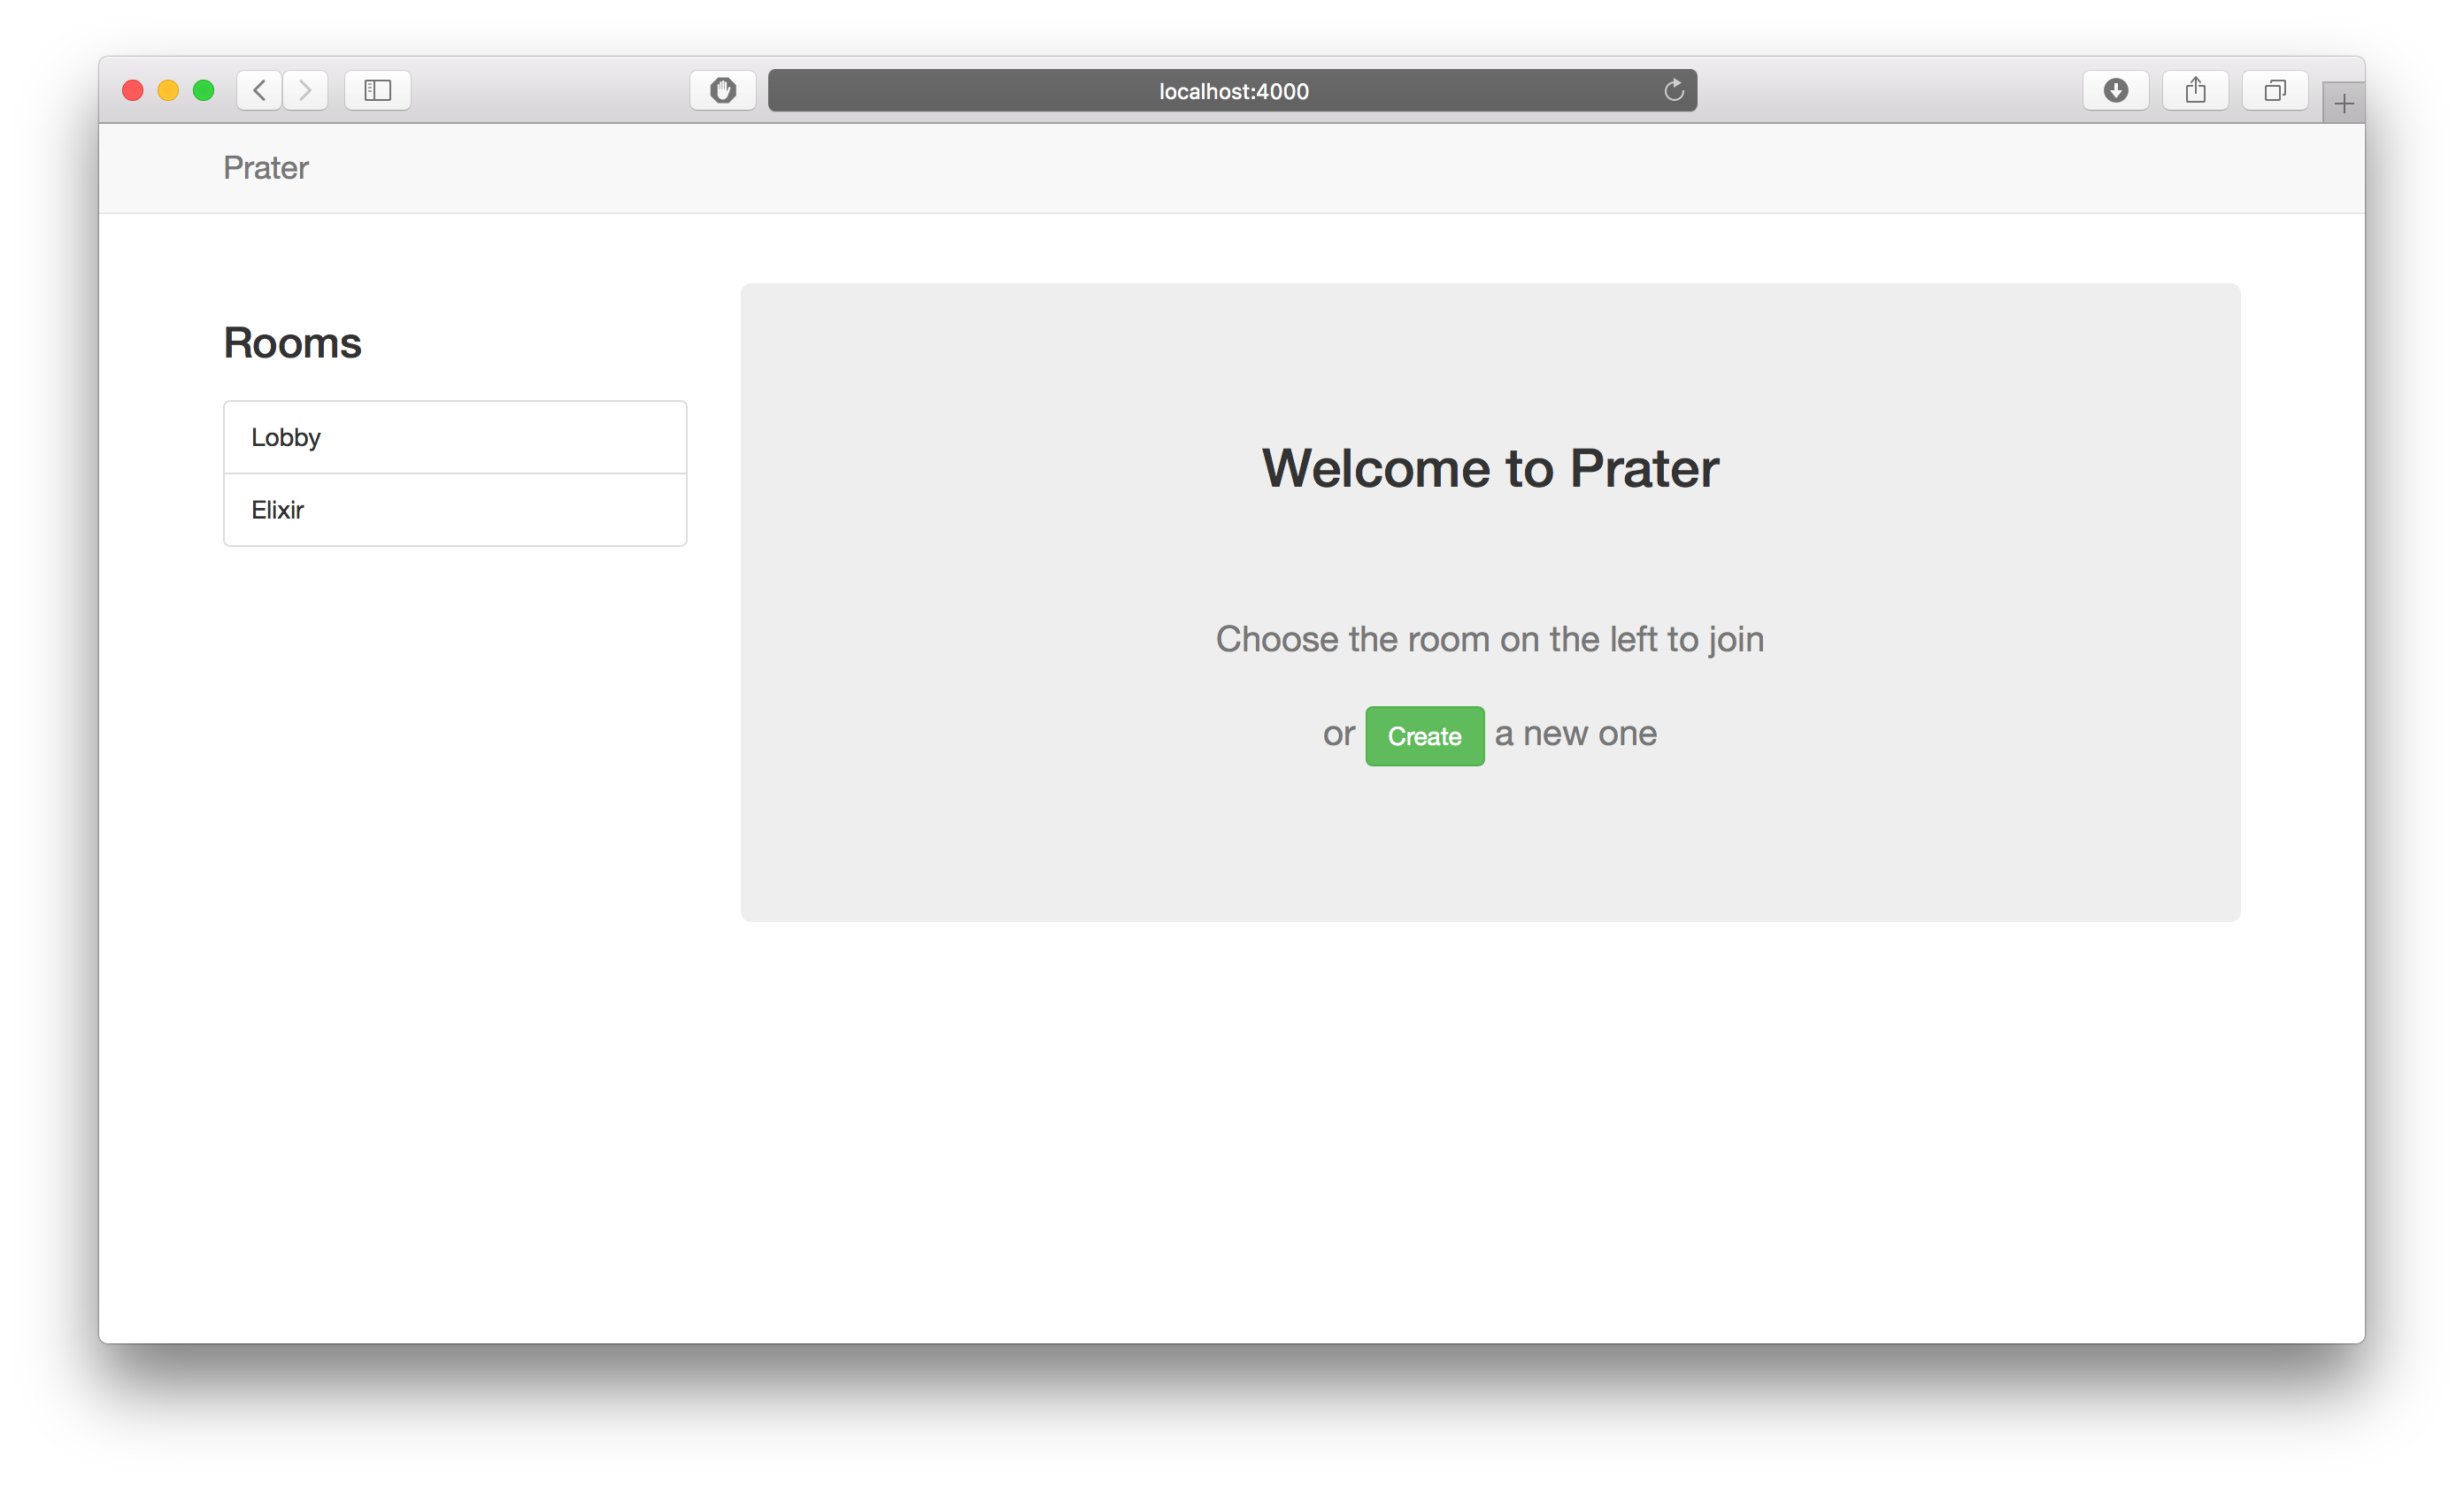 localhost:4000
Prater
Rooms
Lobby
Elixir
Welcome to Prater
Choose the room on the left to join
or Create a new one